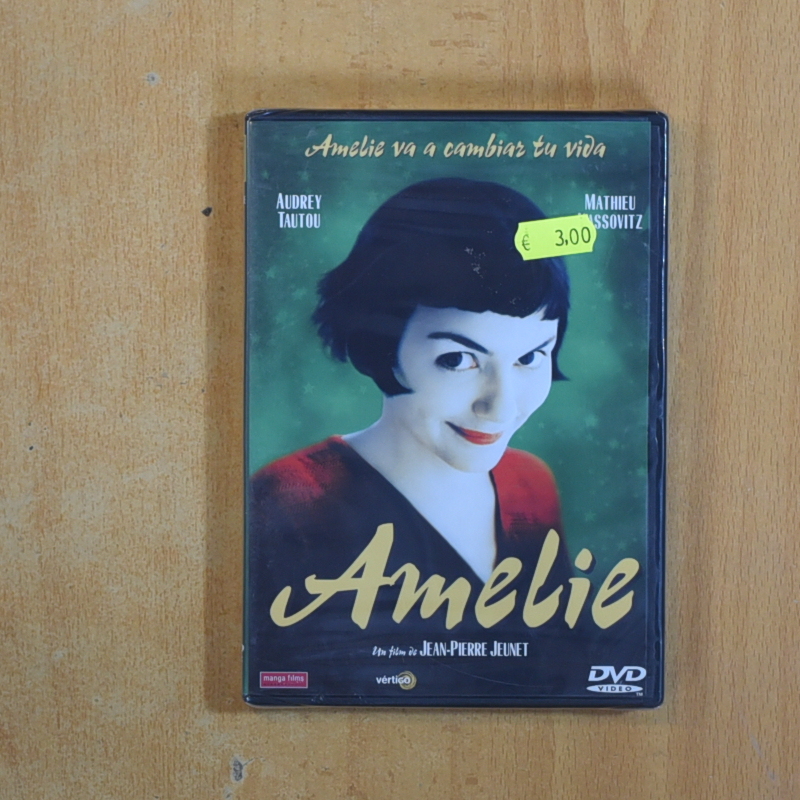 Amelie va a cambiar tu vida
AUDREY
TAUTOU
MATHIEU
€ 3,00
Amelie
Un film de JEAN-PIERRE JEUNET
manga films
vértigo
DVD
VIDEO
TM